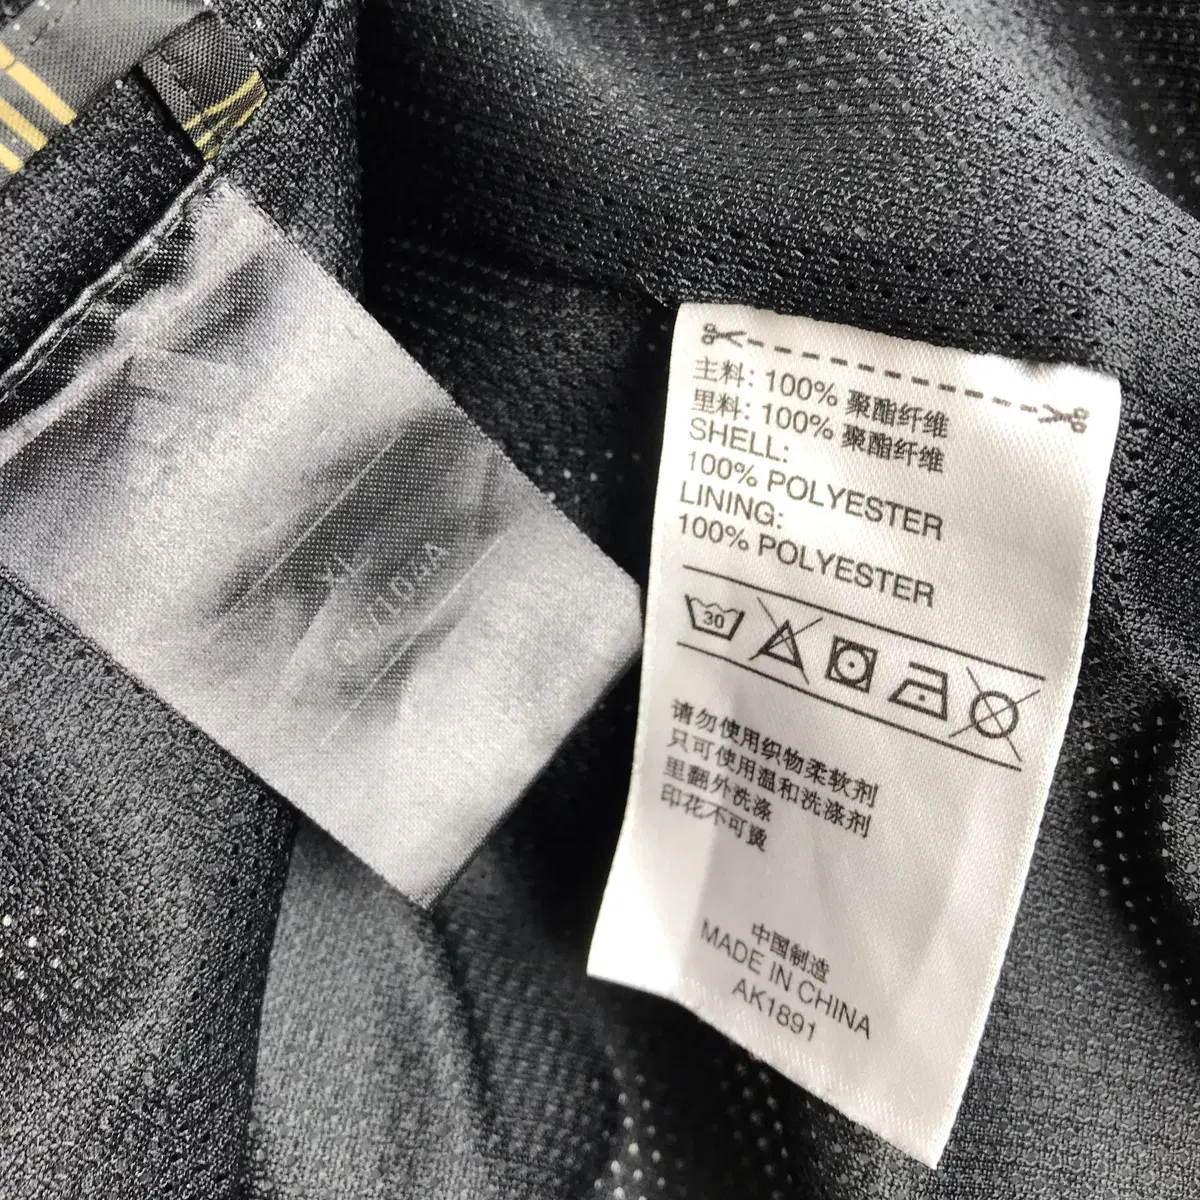 XL
主料: 100% 聚酯纤维
里料: 100% 聚酯纤维
SHELL:
100% POLYESTER
LINING:
100% POLYESTER
30
请勿使用织物柔软剂
只可使用温和洗涤剂
里翻外洗涤
印花不可烫
中国制造
MADE IN CHINA
AK1891